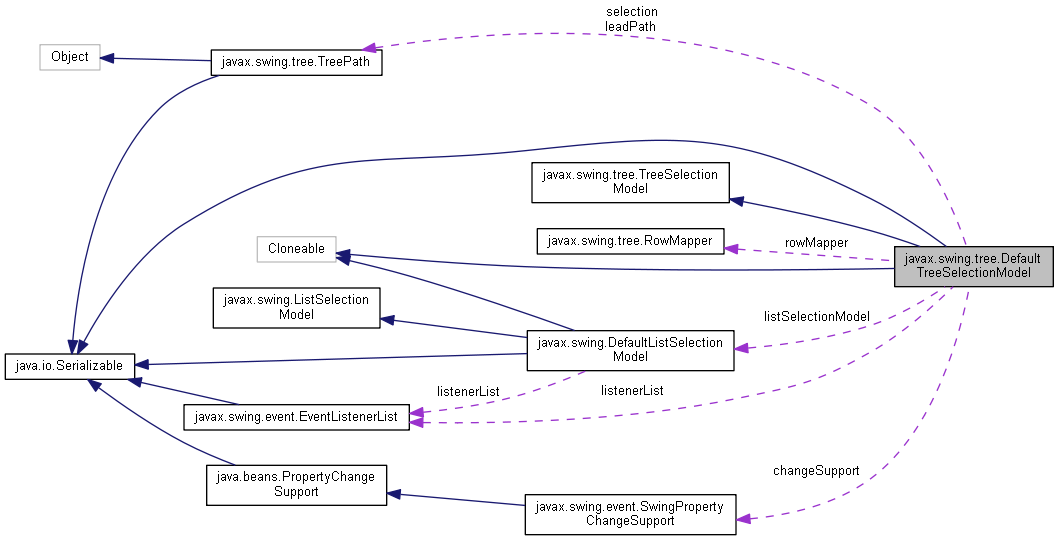 selection
leadPath
Object
javax.swing.tree.TreePath
javax.swing.tree.TreeSelection
Model
javax.swing.tree.RowMapper
rowMapper
Cloneable
javax.swing.tree.Default
TreeSelectionModel
javax.swing.ListSelection
Model
listSelectionModel
javax.swing.DefaultListSelection
Model
java.io.Serializable
listenerList
listenerList
javax.swing.event.EventListenerList
java.beans.PropertyChange
Support
changeSupport
javax.swing.event.SwingProperty
ChangeSupport